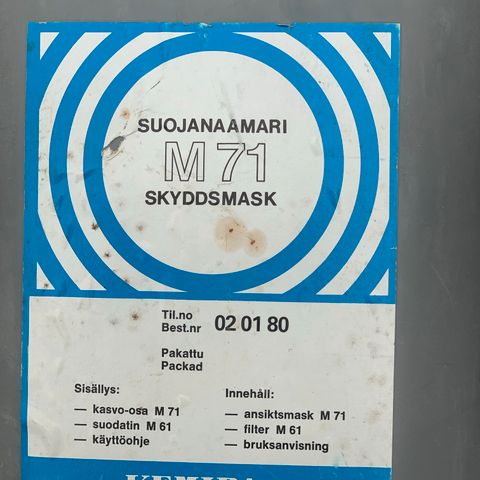 SUOJANAAMARI
M 71
SKYDDSMASK
Til.no
Best.nr 02 01 80
Pakattu
Packad
Sisällys:
— kasvo-osa M 71
— suodatin M 61
— käyttöohje
Innehåll:
— ansiktsmask M 71
— filter M 61
— bruksanvisning
KEMIRA